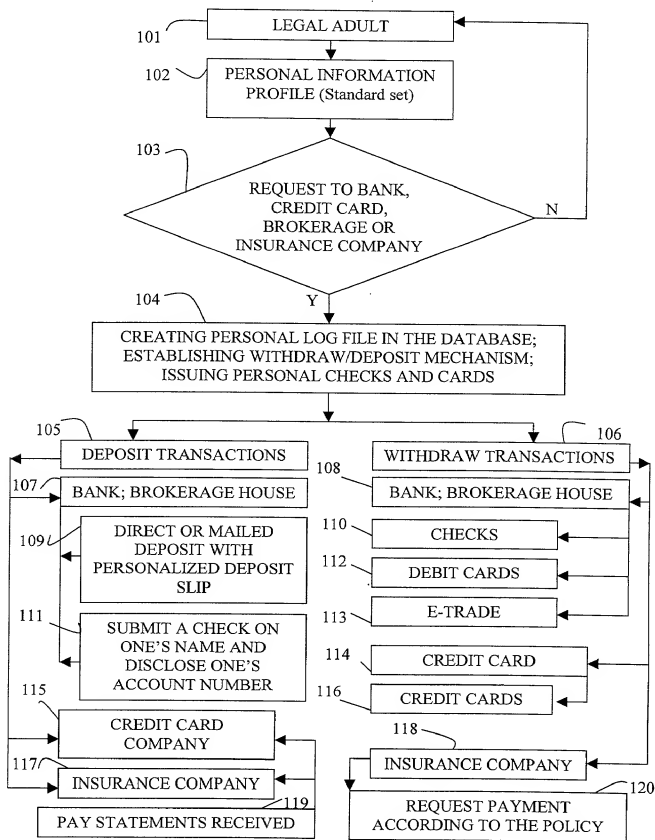 101
LEGAL ADULT
102
PERSONAL INFORMATION
PROFILE (Standard set)
103
REQUEST TO BANK,
CREDIT CARD,
BROKERAGE OR
INSURANCE COMPANY
N
Y
104
CREATING PERSONAL LOG FILE IN THE DATABASE;
ESTABLISHING WITHDRAW/DEPOSIT MECHANISM;
ISSUING PERSONAL CHECKS AND CARDS
105
DEPOSIT TRANSACTIONS
106
WITHDRAW TRANSACTIONS
107
BANK; BROKERAGE HOUSE
108
BANK; BROKERAGE HOUSE
109
DIRECT OR MAILED
DEPOSIT WITH
PERSONALIZED DEPOSIT
SLIP
110
CHECKS
112
DEBIT CARDS
113
E-TRADE
111
SUBMIT A CHECK ON
ONE'S NAME AND
DISCLOSE ONE'S
ACCOUNT NUMBER
114
CREDIT CARD
116
CREDIT CARDS
115
CREDIT CARD
COMPANY
117
INSURANCE COMPANY
118
INSURANCE COMPANY
119
PAY STATEMENTS RECEIVED
120
REQUEST PAYMENT
ACCORDING TO THE POLICY